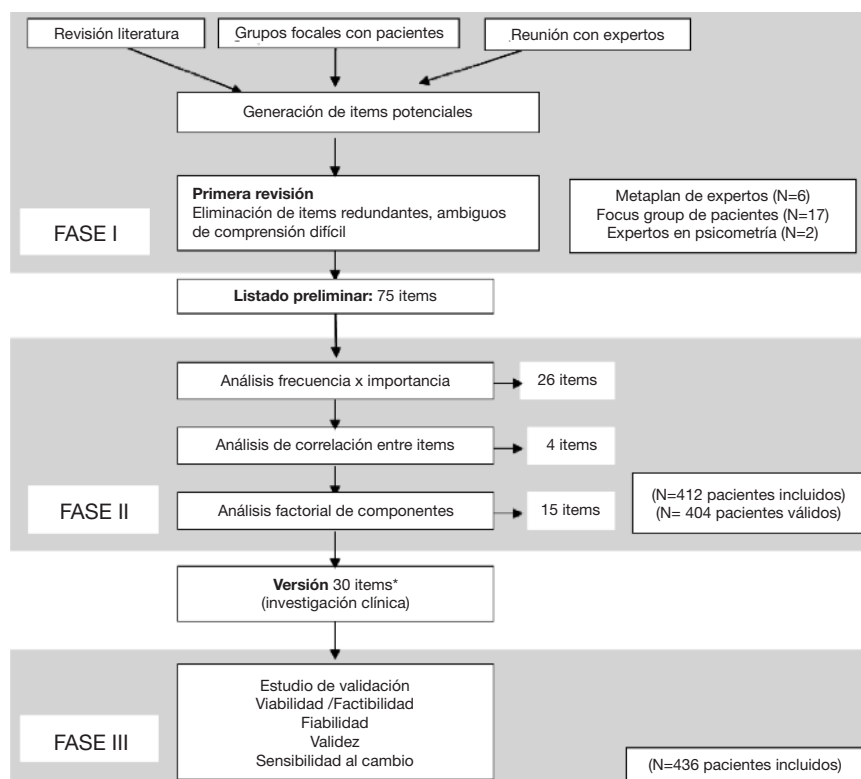 Revisión literatura
Grupos focales con pacientes
Reunión con expertos
Generación de items potenciales
Primera revisión
Eliminación de items redundantes, ambiguos
de comprensión difícil
Metaplan de expertos (N=6)
Focus group de pacientes (N=17)
Expertos en psicometría (N=2)
FASE I
Listado preliminar: 75 items
Análisis frecuencia x importancia
26 items
Análisis de correlación entre items
4 items
Análisis factorial de componentes
15 items
FASE II
(N=412 pacientes incluidos)
(N= 404 pacientes válidos)
Versión 30 items*
(investigación clínica)
Estudio de validación
Viabilidad /Factibilidad
Fiabilidad
Validez
Sensibilidad al cambio
FASE III
(N=436 pacientes incluidos)